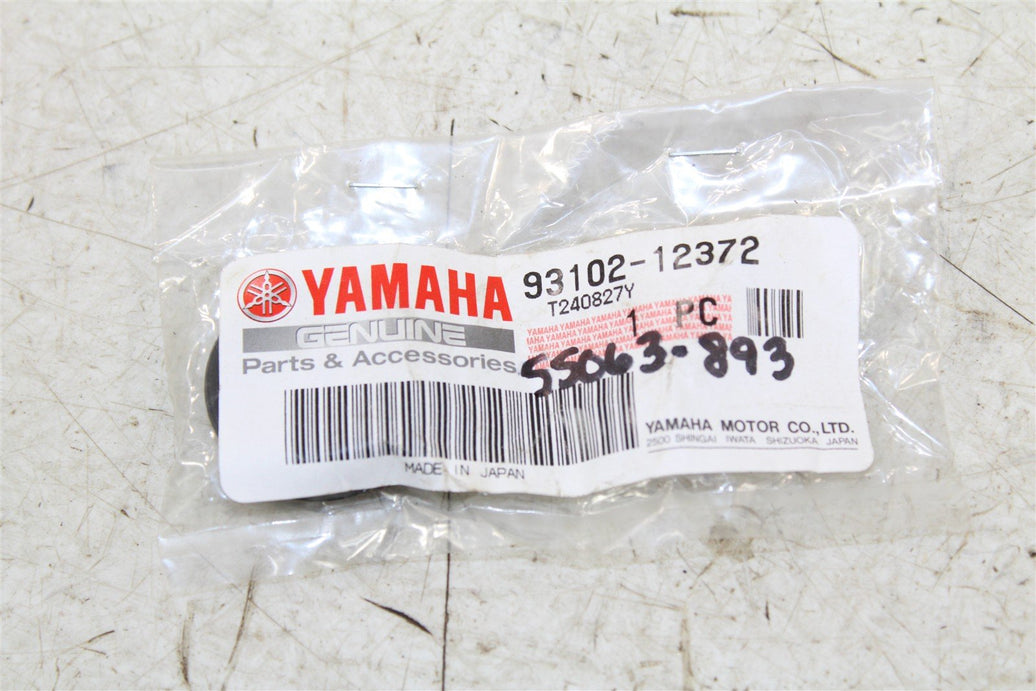 YAMAHA
93102-12372
T240827Y
GENUINE
1 PC
Parts & Accessories
55063-893
YAMAHA MOTOR CO.,LTD.
2500 SHINGAI IWATA SHIZUOKA JAPAN
MADE IN JAPAN